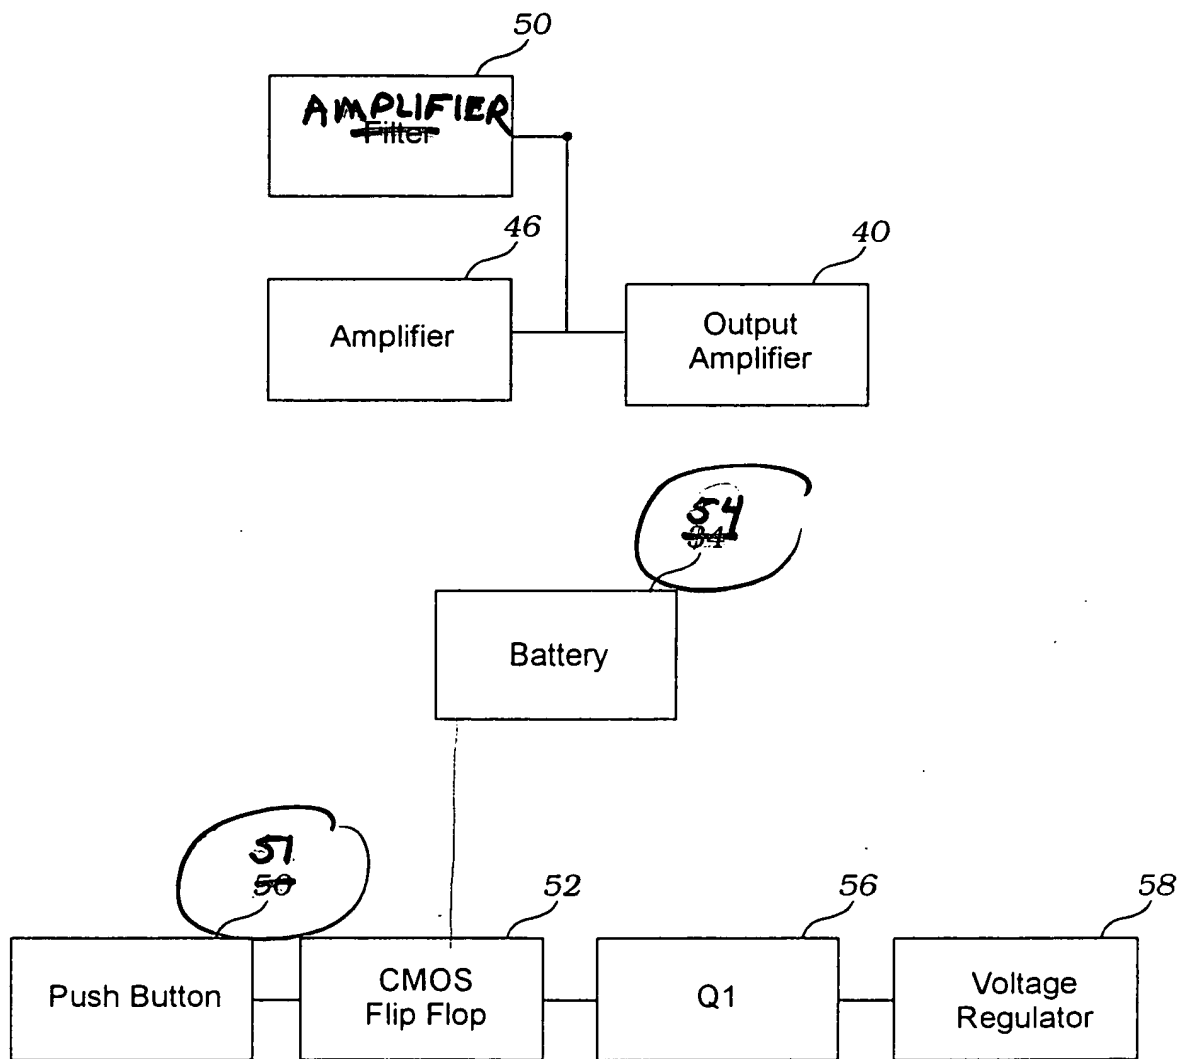 50
AMPLIFIER
Filter
46
Amplifier
40
Output
Amplifier
54
34
Battery
51
50
Push Button
52
CMOS
Flip Flop
56
Q1
58
Voltage
Regulator